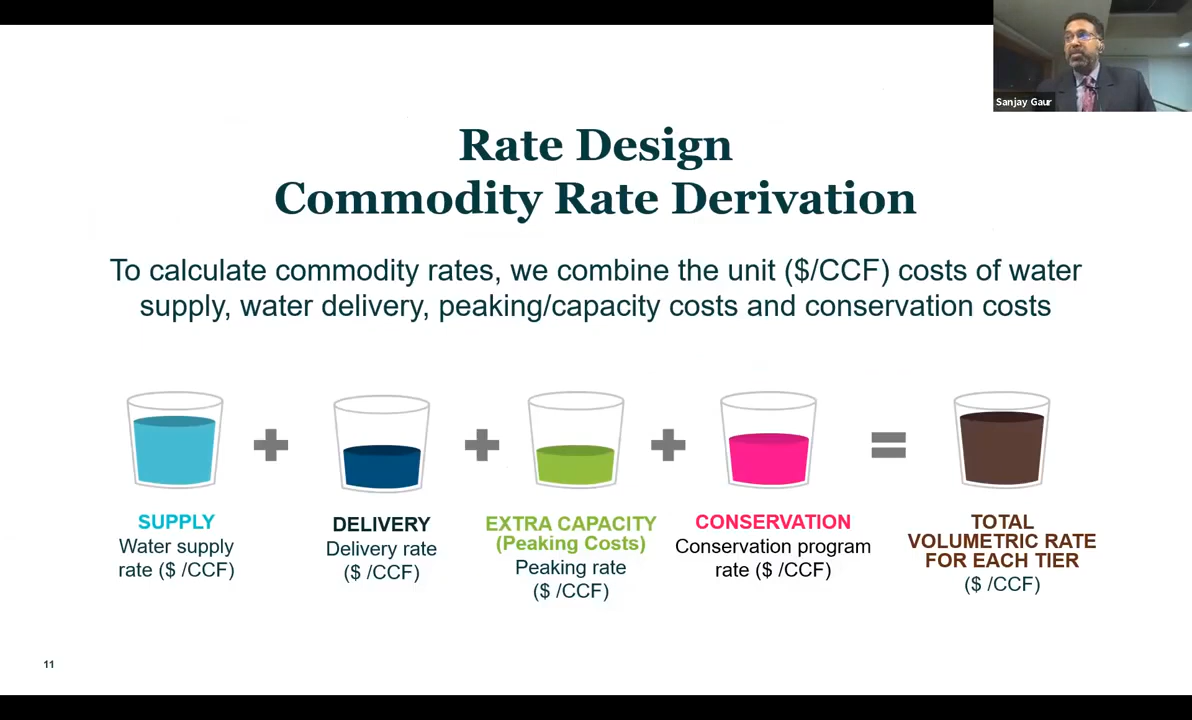 Sanjay Gaur
Rate Design
Commodity Rate Derivation
To calculate commodity rates, we combine the unit ($/CCF) costs of water
supply, water delivery, peaking/capacity costs and conservation costs
SUPPLY
Water supply
rate ($ /CCF)
DELIVERY
Delivery rate
($ /CCF)
EXTRA CAPACITY
(Peaking Costs)
Peaking rate
($ /CCF)
CONSERVATION
Conservation program
rate ($ /CCF)
TOTAL
VOLUMETRIC RATE
FOR EACH TIER
($ /CCF)
11